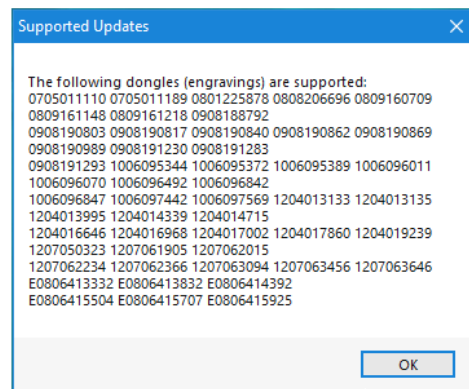 Supported Updates
The following dongles (engravings) are supported:
0705011110 0705011189 0801225878 0808206696 0809160709
0809161148 0809161218 0908188792
0908190803 0908190817 0908190840 0908190862 0908190869
0908190989 0908191230 0908191283
0908191293 1006095344 1006095372 1006095389 1006096011
1006096070 1006096492 1006096842
1006096847 1006097442 1006097569 1204013133 1204013135
1204013995 1204014339 1204014715
1204016646 1204016968 1204017002 1204017860 1204019239
1207050323 1207061905 1207062015
1207062234 1207062366 1207063094 1207063456 1207063646
E0806413332 E0806413832 E0806414392
E0806415504 E0806415707 E0806415925
OK